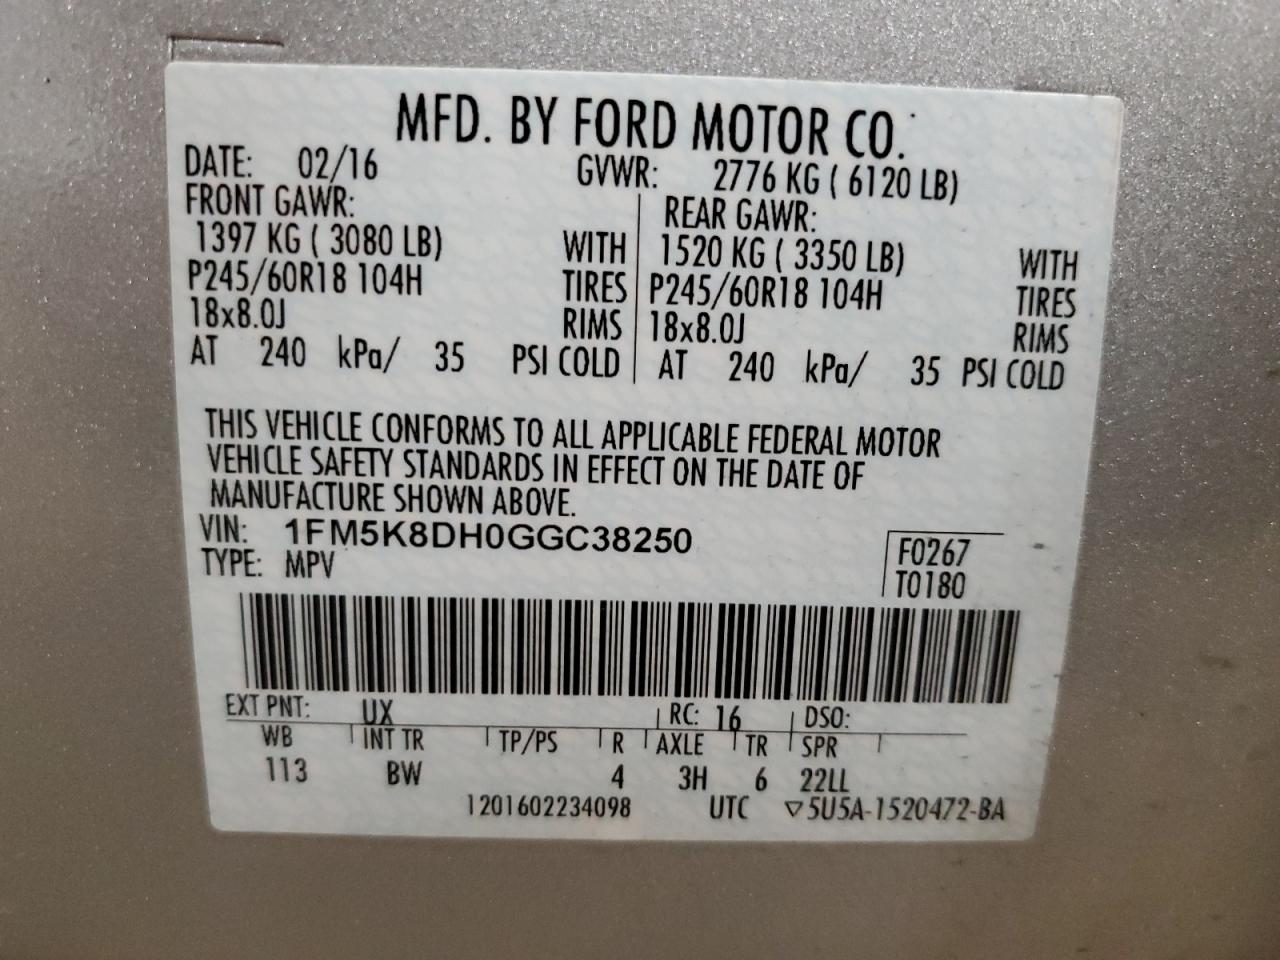 MFD. BY FORD MOTOR CO.
DATE: 02/16 GVWR: 2776 KG ( 6120 LB)
FRONT GAWR: REAR GAWR:
1397 KG ( 3080 LB) WITH 1520 KG ( 3350 LB) WITH
P245/60R18 104H TIRES P245/60R18 104H TIRES
18x8.0J RIMS 18x8.0J RIMS
AT 240 kPa/ 35 PSI COLD AT 240 kPa/ 35 PSI COLD
THIS VEHICLE CONFORMS TO ALL APPLICABLE FEDERAL MOTOR
VEHICLE SAFETY STANDARDS IN EFFECT ON THE DATE OF
MANUFACTURE SHOWN ABOVE.
VIN: 1FM5K8DH0GGC38250
TYPE: MPV
F0267
T0180
EXT PNT: UX RC: 16 DSO:
WB INT TR TP/PS R AXLE TR SPR
113 BW 4 3H 6 22LL
1201602234098 UTC ▽5U5A-1520472-BA